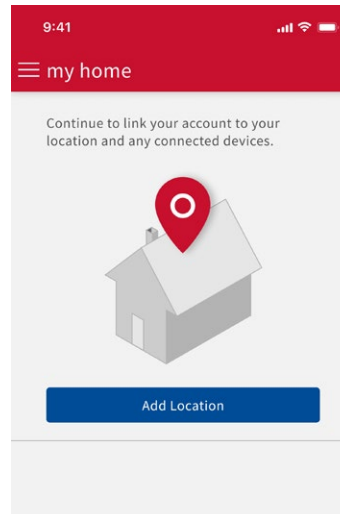 9:41
my home
Continue to link your account to your
location and any connected devices.
Add Location